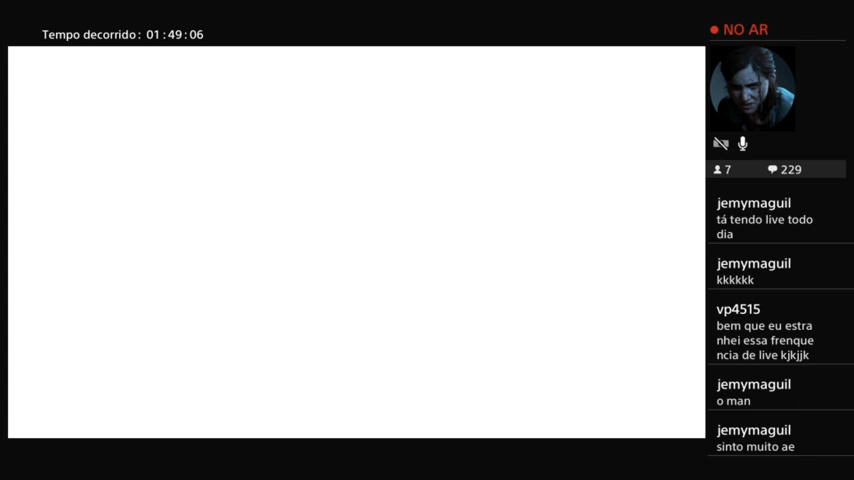 Tempo decorrido: 01:49:06
NO AR
7 229
jemymaguil
tá tendo live todo
dia
jemymaguil
kkkkkk
vp4515
bem que eu estra
nhei essa frenque
ncia de live kjkjjk
jemymaguil
o man
jemymaguil
sinto muito ae